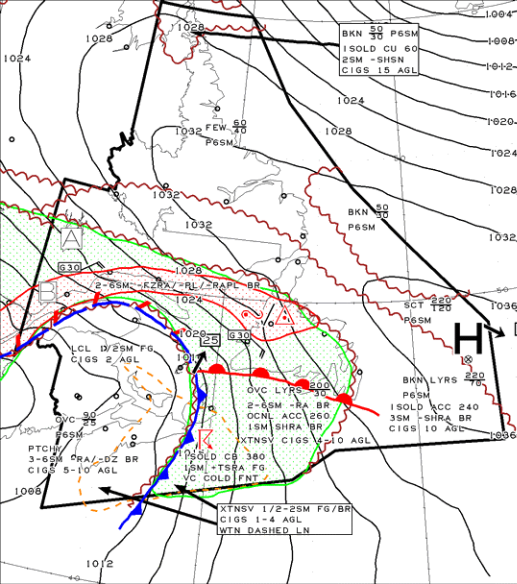 1004
1008
1012
1016
1020
1024
1028
1032
1036
1036
1028
1028
1024
BKN 50/30 P6SM
ISOLD CU 60
2SM -SHSN
CIGS 15 AGL
1024
1028
1032
FEW 60/40
P6SM
1032
1032
BKN 50/30
P6SM
G30
1028
2-6SM -FZRA/-PL/-RAPL BR
1024
1020
G30
25
SCT 220/120
P6SM
H
LCL 1/2SM FG
CIGS 2 AGL
OVC 90/25
P6SM
PTCHY
3-6SM -RA/-DZ BR
CIGS 5-10 AGL
OVC LYRS 200/30
2-6SM -RA BR
OCNL ACC 260
1SM SHRA BR
XTNSV CIGS 4-10 AGL
BKN LYRS 220/70
P6SM
ISOLD ACC 240
3SM -SHRA BR
CIGS 10 AGL
ISOLD CB 380
1SM +TSRA FG
VC COLD FNT
1008
XTNSV 1/2-2SM FG/BR
CIGS 1-4 AGL
WTN DASHED LN
1012